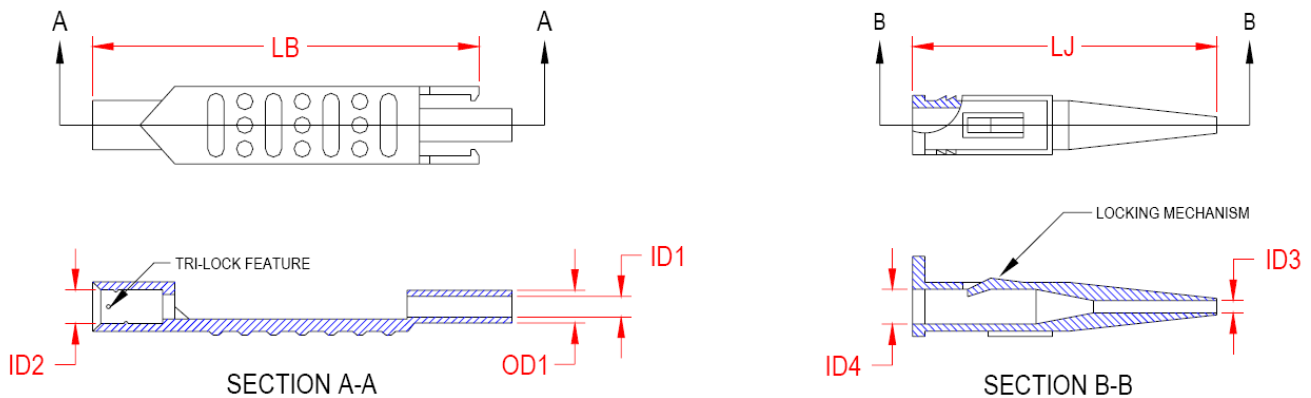 A
A
LB
B
B
LJ
TRI-LOCK FEATURE
ID1
ID2
OD1
SECTION A-A
LOCKING MECHANISM
ID3
ID4
SECTION B-B